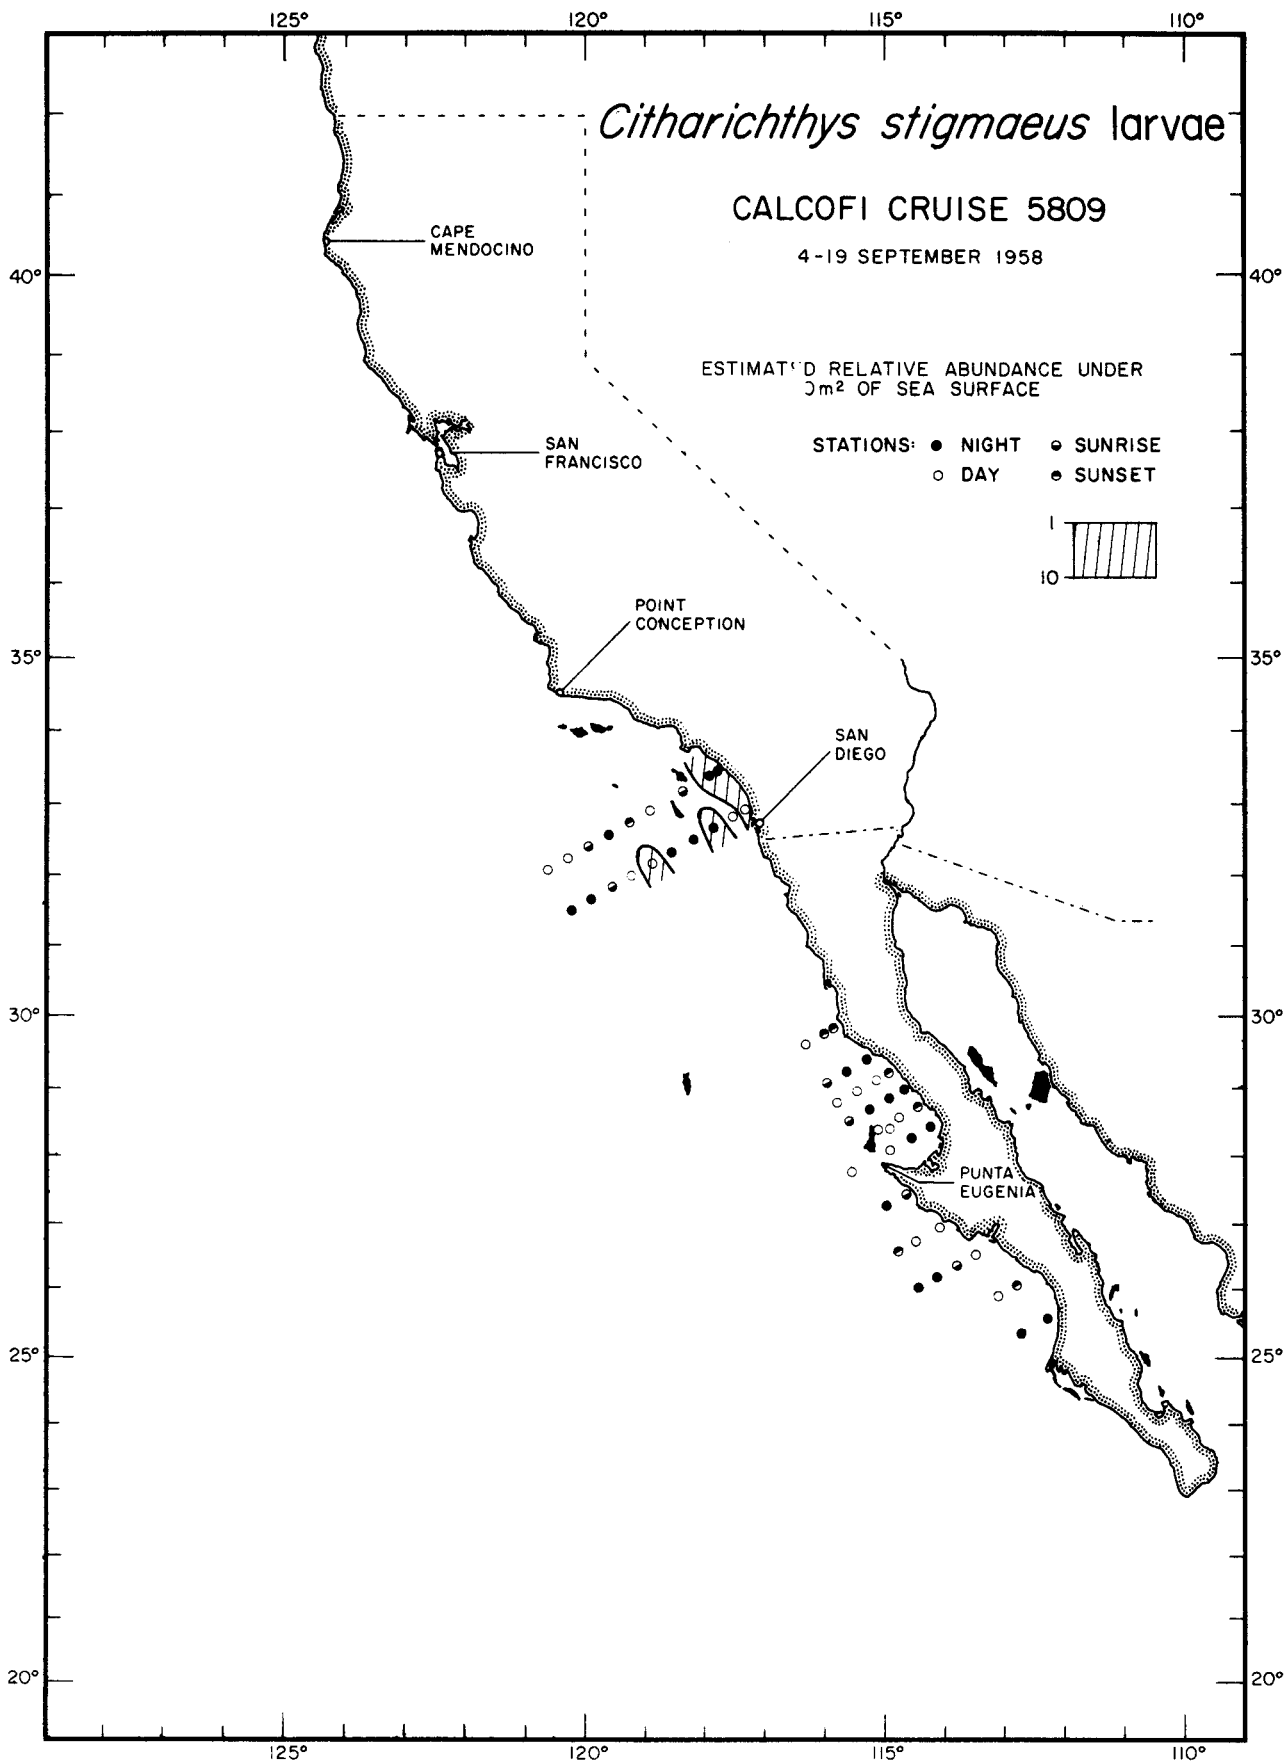 125° 120° 115° 110°
Citharichthys stigmaeus larvae
CALCOFI CRUISE 5809
4-19 SEPTEMBER 1958
CAPE
MENDOCINO
40° 40°
RELATIVE ABUNDANCE UNDER
m² OF SEA SURFACE
STATIONS: NIGHT SUNRISE
DAY SUNSET
SAN
FRANCISCO
1
10
POINT
CONCEPTION
35° 35°
SAN
DIEGO
30° 30°
PUNTA
EUGENIA
25° 25°
20° 20°
125° 120° 115° 110°